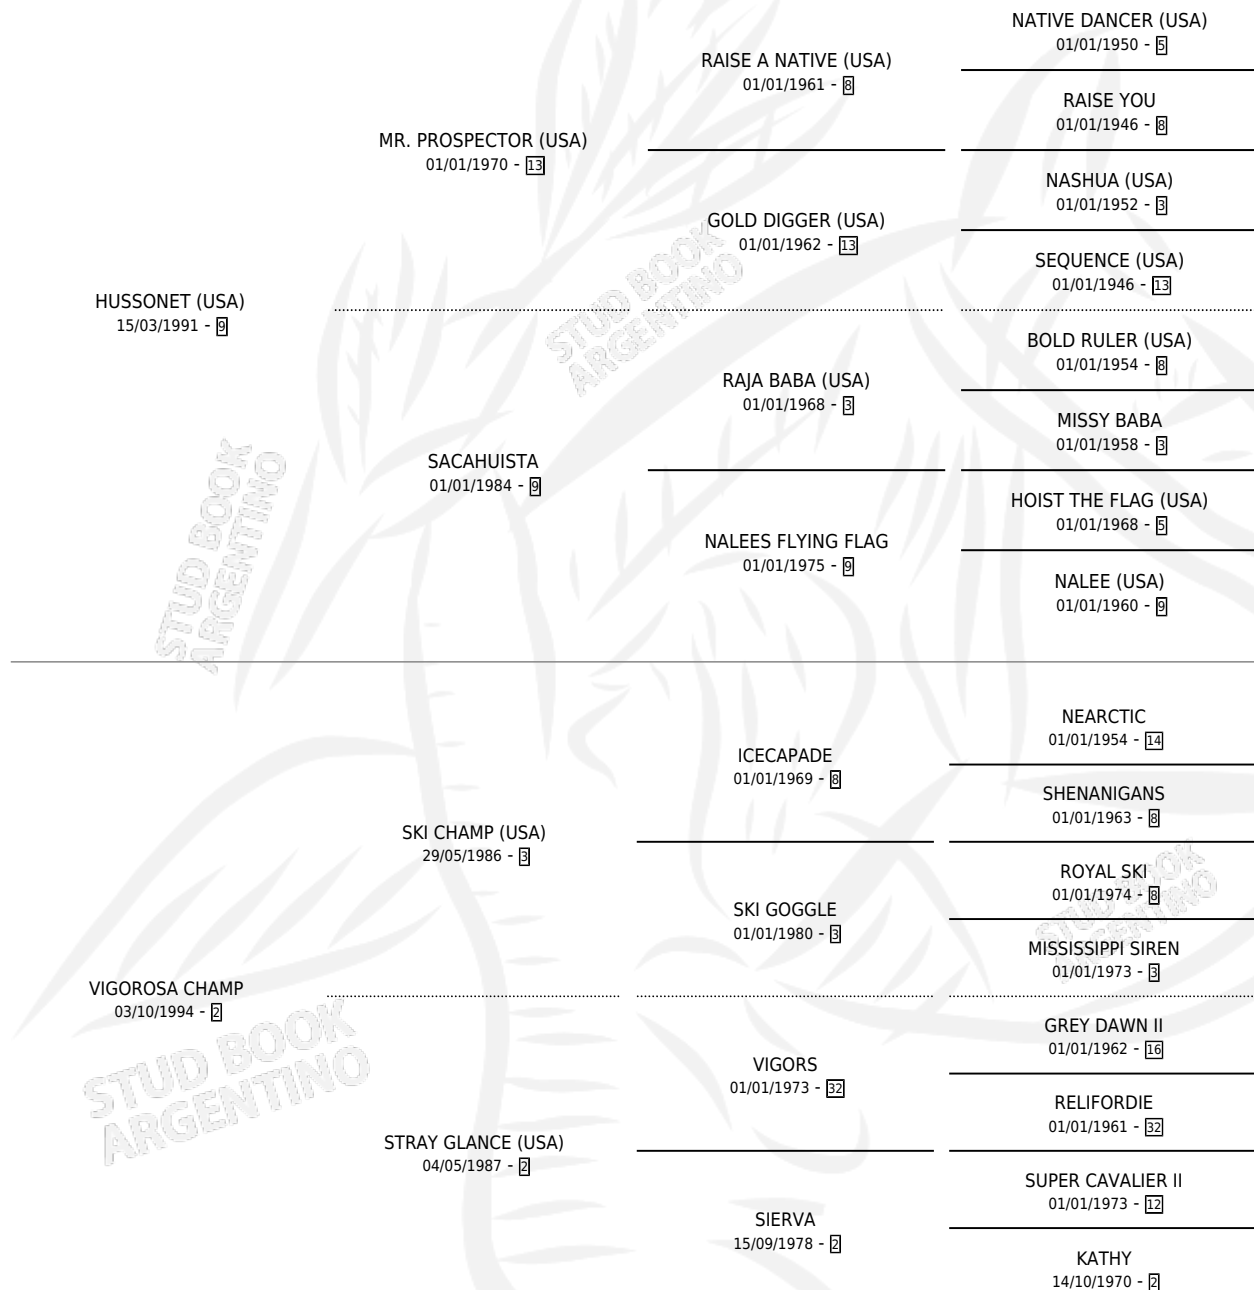 NATIVE DANCER (USA)
01/01/1950 - 5
RAISE A NATIVE (USA)
01/01/1961 - 8
RAISE YOU
01/01/1946 - 8
MR. PROSPECTOR (USA)
01/01/1970 - 13
NASHUA (USA)
01/01/1952 - 3
GOLD DIGGER (USA)
01/01/1962 - 13
SEQUENCE (USA)
01/01/1946 - 13
HUSSONET (USA)
15/03/1991 - 9
BOLD RULER (USA)
01/01/1954 - 8
RAJA BABA (USA)
01/01/1968 - 3
MISSY BABA
01/01/1958 - 3
SACAHUISTA
01/01/1984 - 9
HOIST THE FLAG (USA)
01/01/1968 - 5
NALEES FLYING FLAG
01/01/1975 - 9
NALEE (USA)
01/01/1960 - 9
NEARCTIC
01/01/1954 - 14
ICECAPADE
01/01/1969 - 8
SHENANIGANS
01/01/1963 - 8
SKI CHAMP (USA)
29/05/1986 - 3
ROYAL SKI
01/01/1974 - 8
SKI GOGGLE
01/01/1980 - 3
MISSISSIPPI SIREN
01/01/1973 - 3
VIGOROSA CHAMP
03/10/1994 - 2
GREY DAWN II
01/01/1962 - 16
VIGORS
01/01/1973 - 32
RELIFORDIE
01/01/1961 - 32
STRAY GLANCE (USA)
04/05/1987 - 2
SUPER CAVALIER II
01/01/1973 - 12
SIERVA
15/09/1978 - 2
KATHY
14/10/1970 - 2
STUD BOOK
ARGENTINO
STUD BOOK
ARGENTINO
STUD BOOK
ARGENTINO
STUD BOOK
ARGENTINO